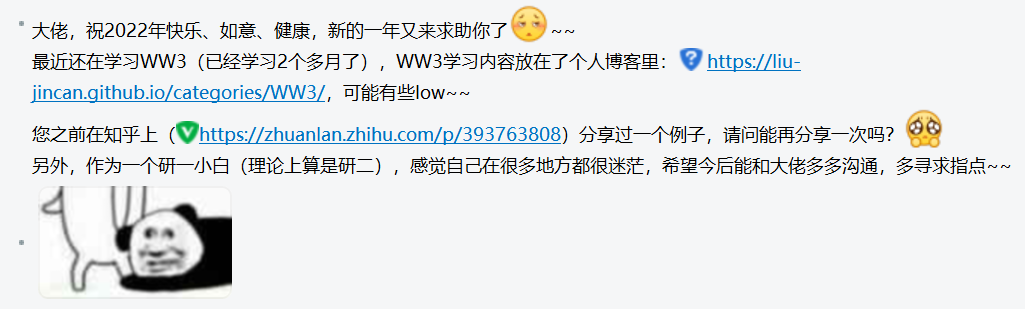 大佬，祝2022年快乐、如意、健康，新的一年又来求助你了~~
最近还在学习WW3（已经学习2个多月了），WW3学习内容放在了个人博客里：https://liu-
jincan.github.io/categories/WW3/，可能有些low~~
您之前在知乎上（https://zhuanlan.zhihu.com/p/393763808）分享过一个例子，请问能再分享一次吗？
另外，作为一个研一小白（理论上算是研二），感觉自己在很多地方都很迷茫，希望今后能和大佬多多沟通，多寻求指点~~